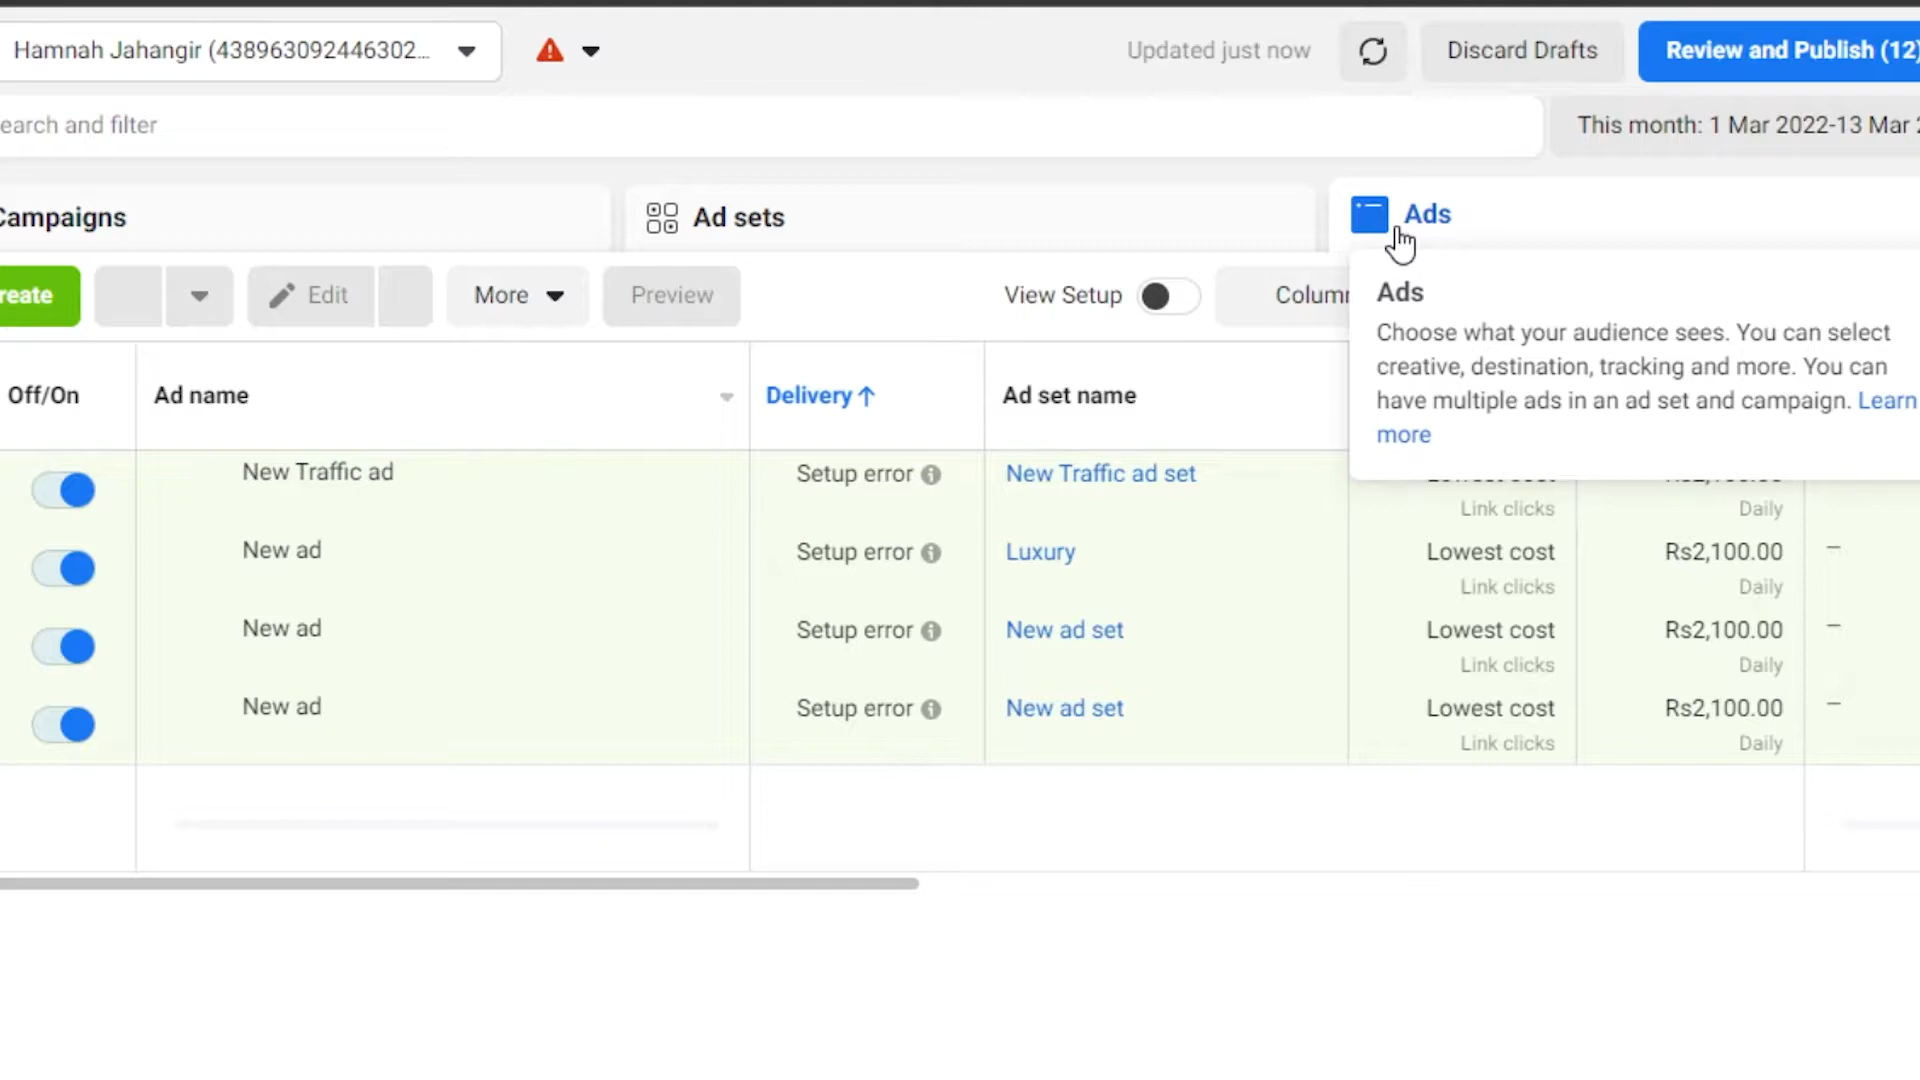 Hamnah Jahangir (438963092446302...
Updated just now
Discard Drafts
Review and Publish (12)
earch and filter
This month: 1 Mar 2022-13 Mar
Campaigns
Ad sets
Ads
reate
Edit
More
Preview
View Setup
Column
Ads
Choose what your audience sees. You can select
creative, destination, tracking and more. You can
have multiple ads in an ad set and campaign. Learn
more
Off/On
Ad name
Delivery ↑
Ad set name
New Traffic ad
Setup error
New Traffic ad set
Link clicks
Daily
New ad
Setup error
Luxury
Lowest cost
Rs2,100.00
–
Link clicks
Daily
New ad
Setup error
New ad set
Lowest cost
Rs2,100.00
–
Link clicks
Daily
New ad
Setup error
New ad set
Lowest cost
Rs2,100.00
–
Link clicks
Daily